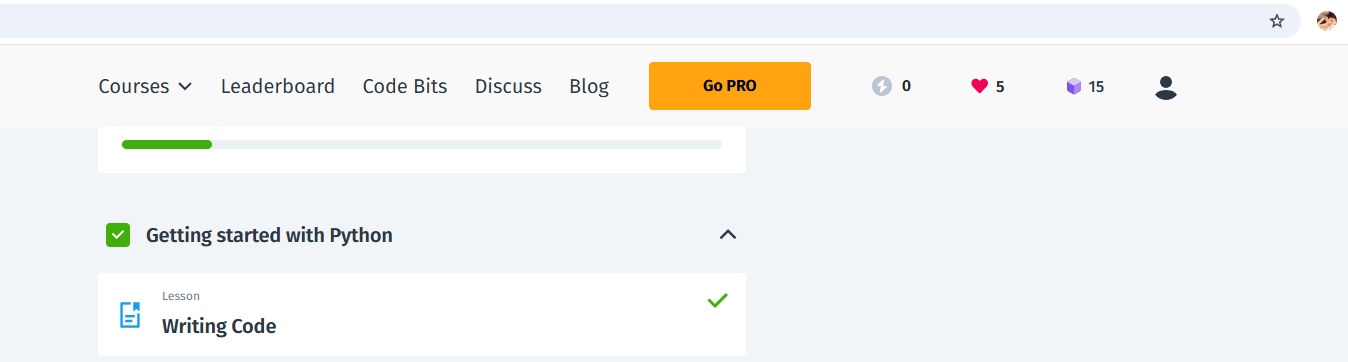 Courses Leaderboard Code Bits Discuss Blog Go PRO 0 5 15
Getting started with Python
Lesson
Writing Code